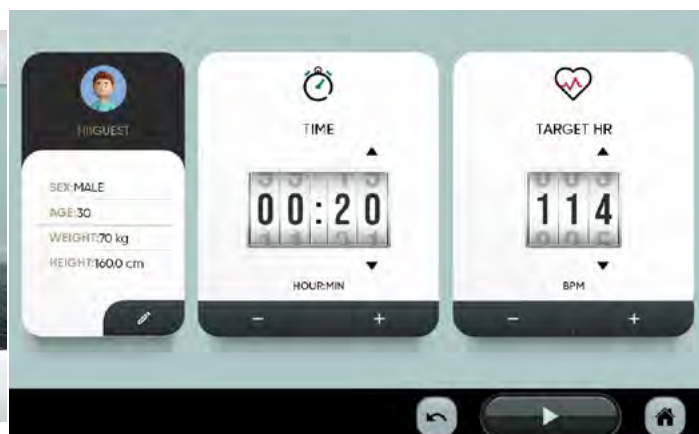 HI!GUEST
SEX:MALE
AGE:30
WEIGHT:70 kg
HEIGHT:160.0 cm
TIME
00:20
HOUR:MIN
TARGET HR
114
BPM